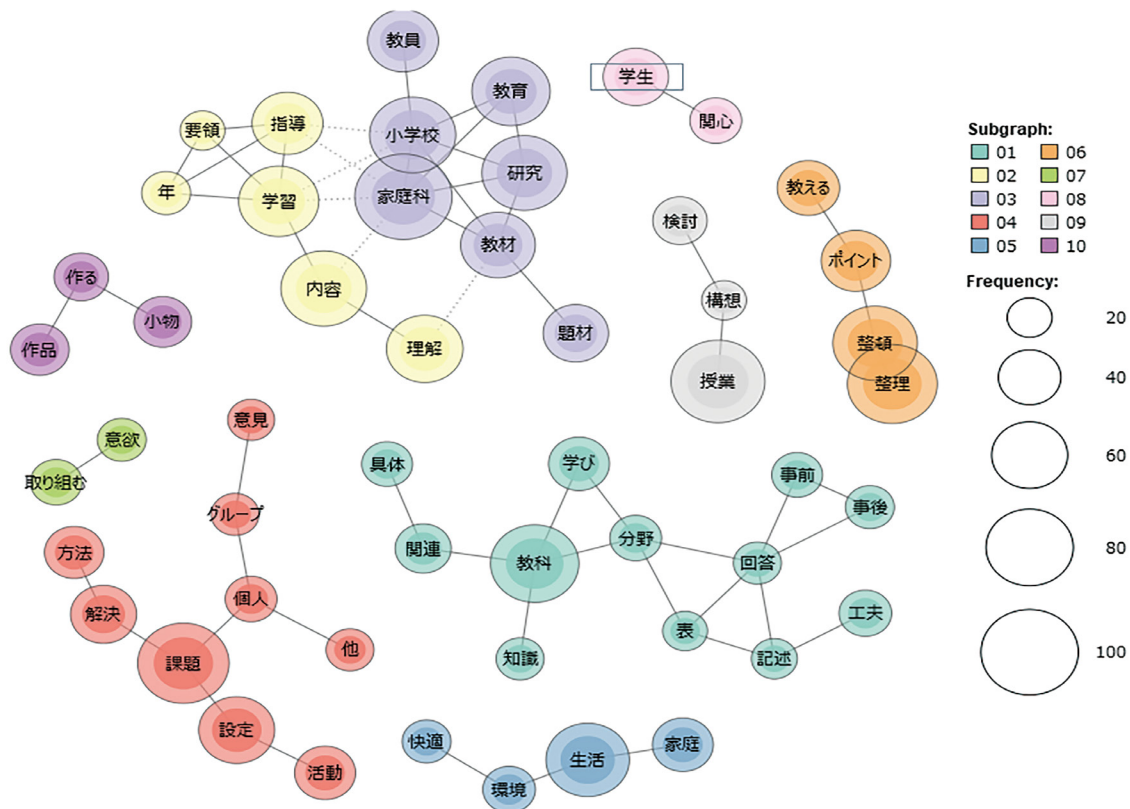 教員
教育
小学校
研究
家庭科
教材
題材
要領
指導
年
学習
内容
理解
学生
関心
検討
構想
授業
教える
ポイント
整頓
整理
作る
小物
作品
意欲
取り組む
意見
グループ
方法
解決
個人
他
課題
設定
活動
具体
学び
関連
教科
分野
知識
事前
事後
回答
表
記述
工夫
快適
環境
生活
家庭
Subgraph:
01 06
02 07
03 08
04 09
05 10
Frequency:
20
40
60
80
100